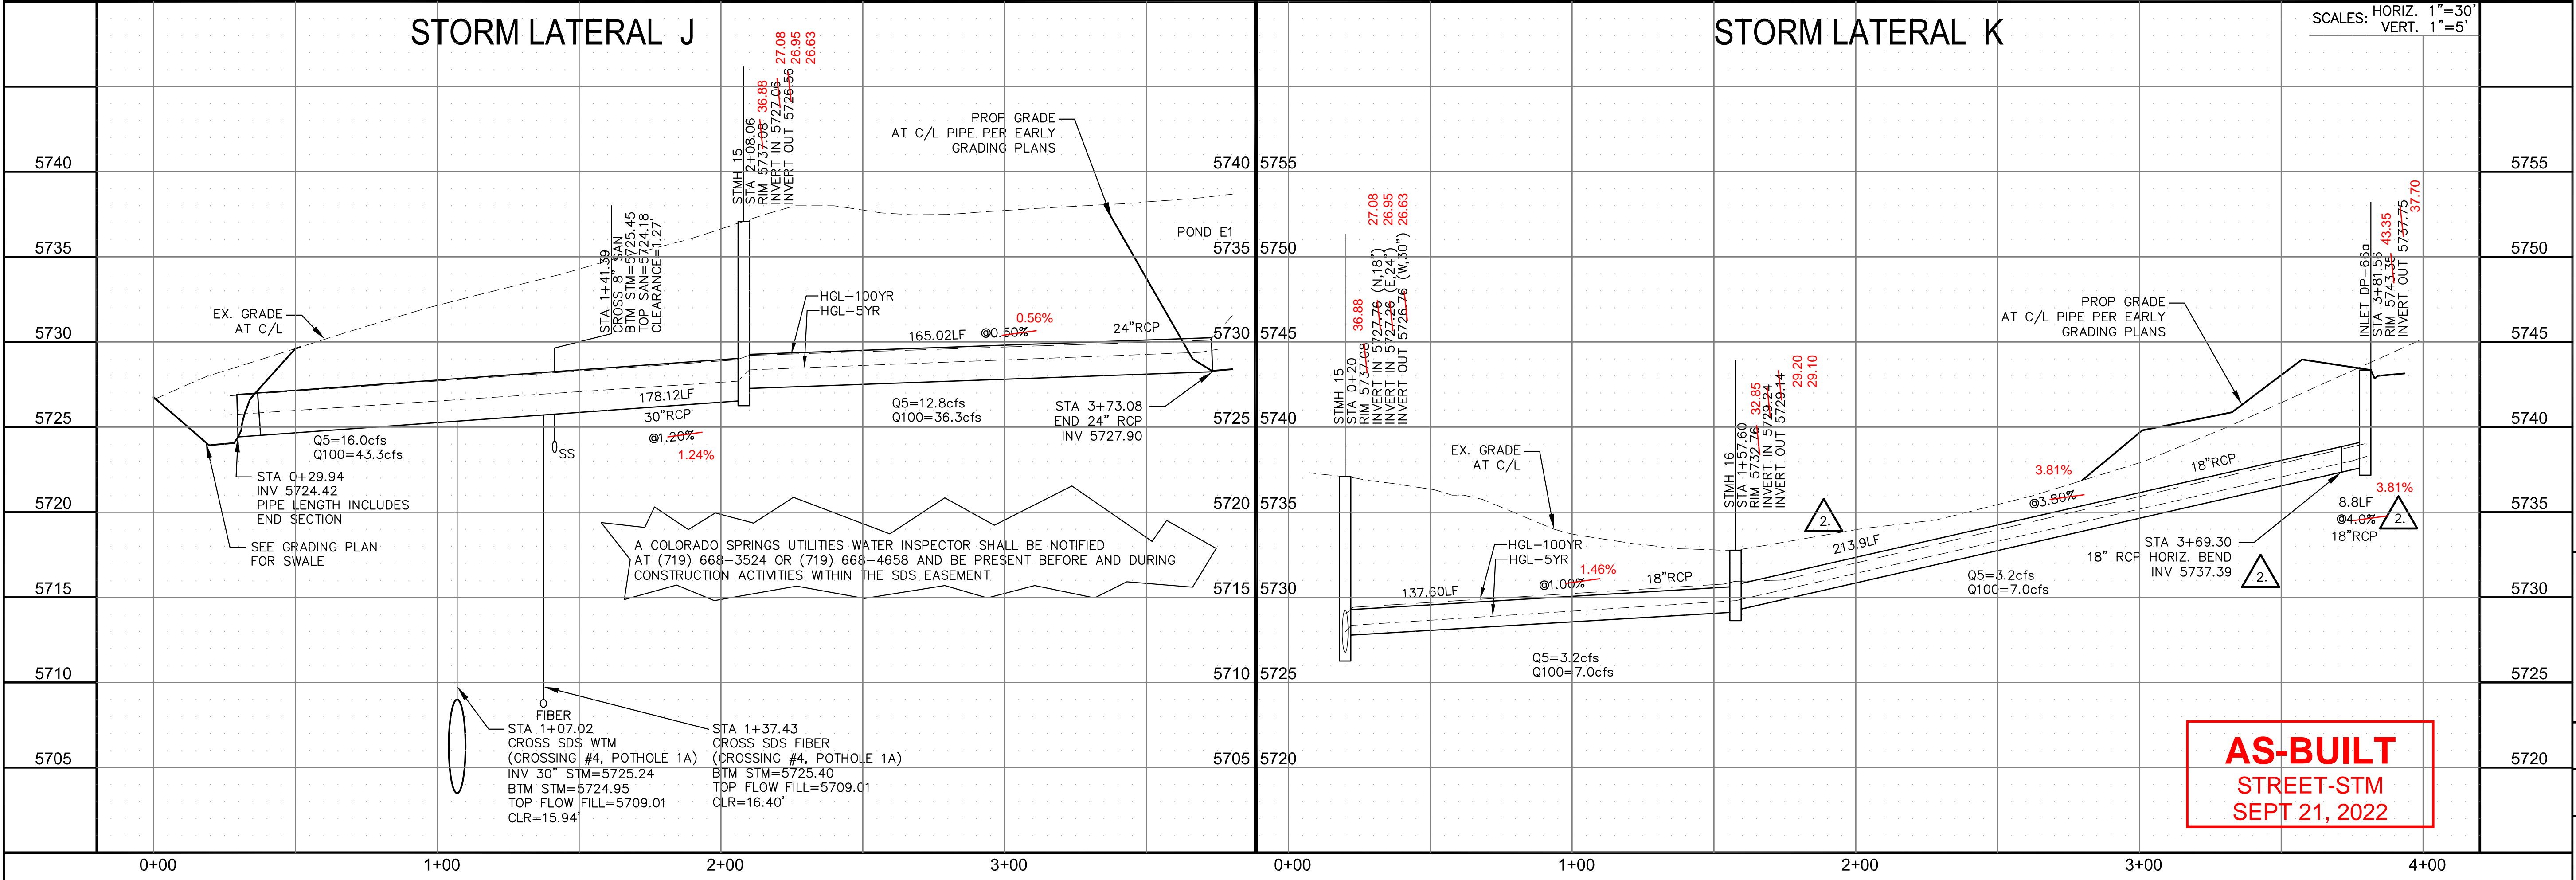 STORM LATERAL J
STORM LATERAL K
SCALES: HORIZ. 1"=30'
VERT. 1"=5'
5740
5735
5730
5725
5720
5715
5710
5705
EX. GRADE
AT C/L
STA 1+41.39
CROSS 8" SAN
BTM STM=5725.45
TOP SAN=5724.18
CLEARANCE=1.27'
STMH 15
STA 2+08.06
RIM 5737.08 36.88
INVERT IN 5727.06
INVERT OUT 5726.56
27.08
26.95
26.63
PROP GRADE
AT C/L PIPE PER EARLY
GRADING PLANS
POND E1
HGL-100YR
HGL-5YR
165.02LF
@0.50%
0.56%
24"RCP
178.12LF
30"RCP
@1.20%
1.24%
Q5=16.0cfs
Q100=43.3cfs
Q5=12.8cfs
Q100=36.3cfs
STA 3+73.08
END 24" RCP
INV 5727.90
SS
STA 0+29.94
INV 5724.42
PIPE LENGTH INCLUDES
END SECTION
SEE GRADING PLAN
FOR SWALE
A COLORADO SPRINGS UTILITIES WATER INSPECTOR SHALL BE NOTIFIED
AT (719) 668-3524 OR (719) 668-4658 AND BE PRESENT BEFORE AND DURING
CONSTRUCTION ACTIVITIES WITHIN THE SDS EASEMENT
FIBER
STA 1+07.02
CROSS SDS WTM
(CROSSING #4, POTHOLE 1A)
INV 30" STM=5725.24
BTM STM=5724.95
TOP FLOW FILL=5709.01
CLR=15.94'
STA 1+37.43
CROSS SDS FIBER
(CROSSING #4, POTHOLE 1A)
BTM STM=5725.40
TOP FLOW FILL=5709.01
CLR=16.40'
5740
5735
5730
5725
5720
5715
5710
5705
0+00
1+00
2+00
3+00
5755
5750
5745
5740
5735
5730
5725
5720
STMH 15
STA 0+20
RIM 5737.08 36.88
INVERT IN 5727.76 (N,18")
INVERT IN 5727.26 (E,24")
INVERT OUT 5726.76 (W,30")
27.08
26.95
26.63
EX. GRADE
AT C/L
HGL-100YR
HGL-5YR
137.60LF
@1.00%
1.46%
18"RCP
Q5=3.2cfs
Q100=7.0cfs
STMH 16
STA 1+57.60
RIM 5732.76 32.85
INVERT IN 5729.24
INVERT OUT 5729.14
29.20
29.10
2.
213.9LF
3.81%
@3.80%
18"RCP
Q5=3.2cfs
Q100=7.0cfs
PROP GRADE
AT C/L PIPE PER EARLY
GRADING PLANS
INLET DP-66a
STA 3+81.56
RIM 5743.35 43.35
INVERT OUT 5737.75
37.70
3.81%
8.8LF
@4.0%
18"RCP
2.
STA 3+69.30
18" RCP HORIZ. BEND
INV 5737.39
2.
AS-BUILT
STREET-STM
SEPT 21, 2022
5755
5750
5745
5740
5735
5730
5725
5720
0+00
1+00
2+00
3+00
4+00